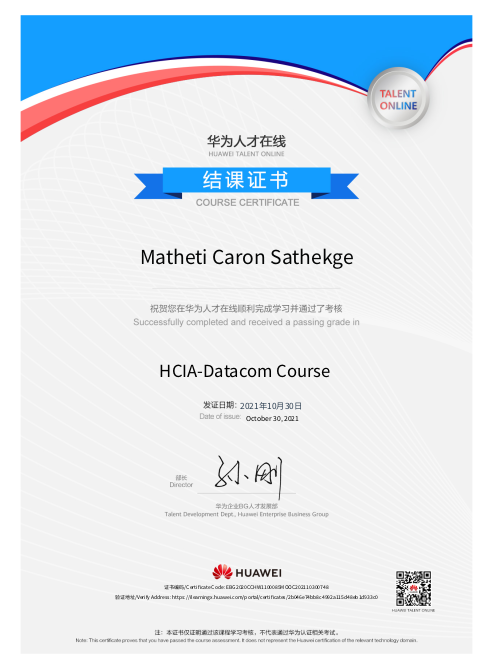 TALENT
ONLINE
华为人才在线
HUAWEI TALENT ONLINE
结课证书
COURSE CERTIFICATE
Matheti Caron Sathekge
祝贺您在华为人才在线顺利完成学习并通过了考核
Successfully completed and received a passing grade in
HCIA-Datacom Course
发证日期: 2021年10月30日
Date of issue: October 30, 2021
部长
Director
孙刚
华为企业BG人才发展部
Talent Development Dept., Huawei Enterprise Business Group
HUAWEI
证书编码/Certificate Code:
验证地址/Verify Address:
HUAWEI TALENT ONLINE
注：本证书仅证明通过该课程学习考核，不代表通过华为认证相关考试。
Note: This certificate proves that you have passed the course assessment. It does not represent the Huawei certification of the relevant technology domain.